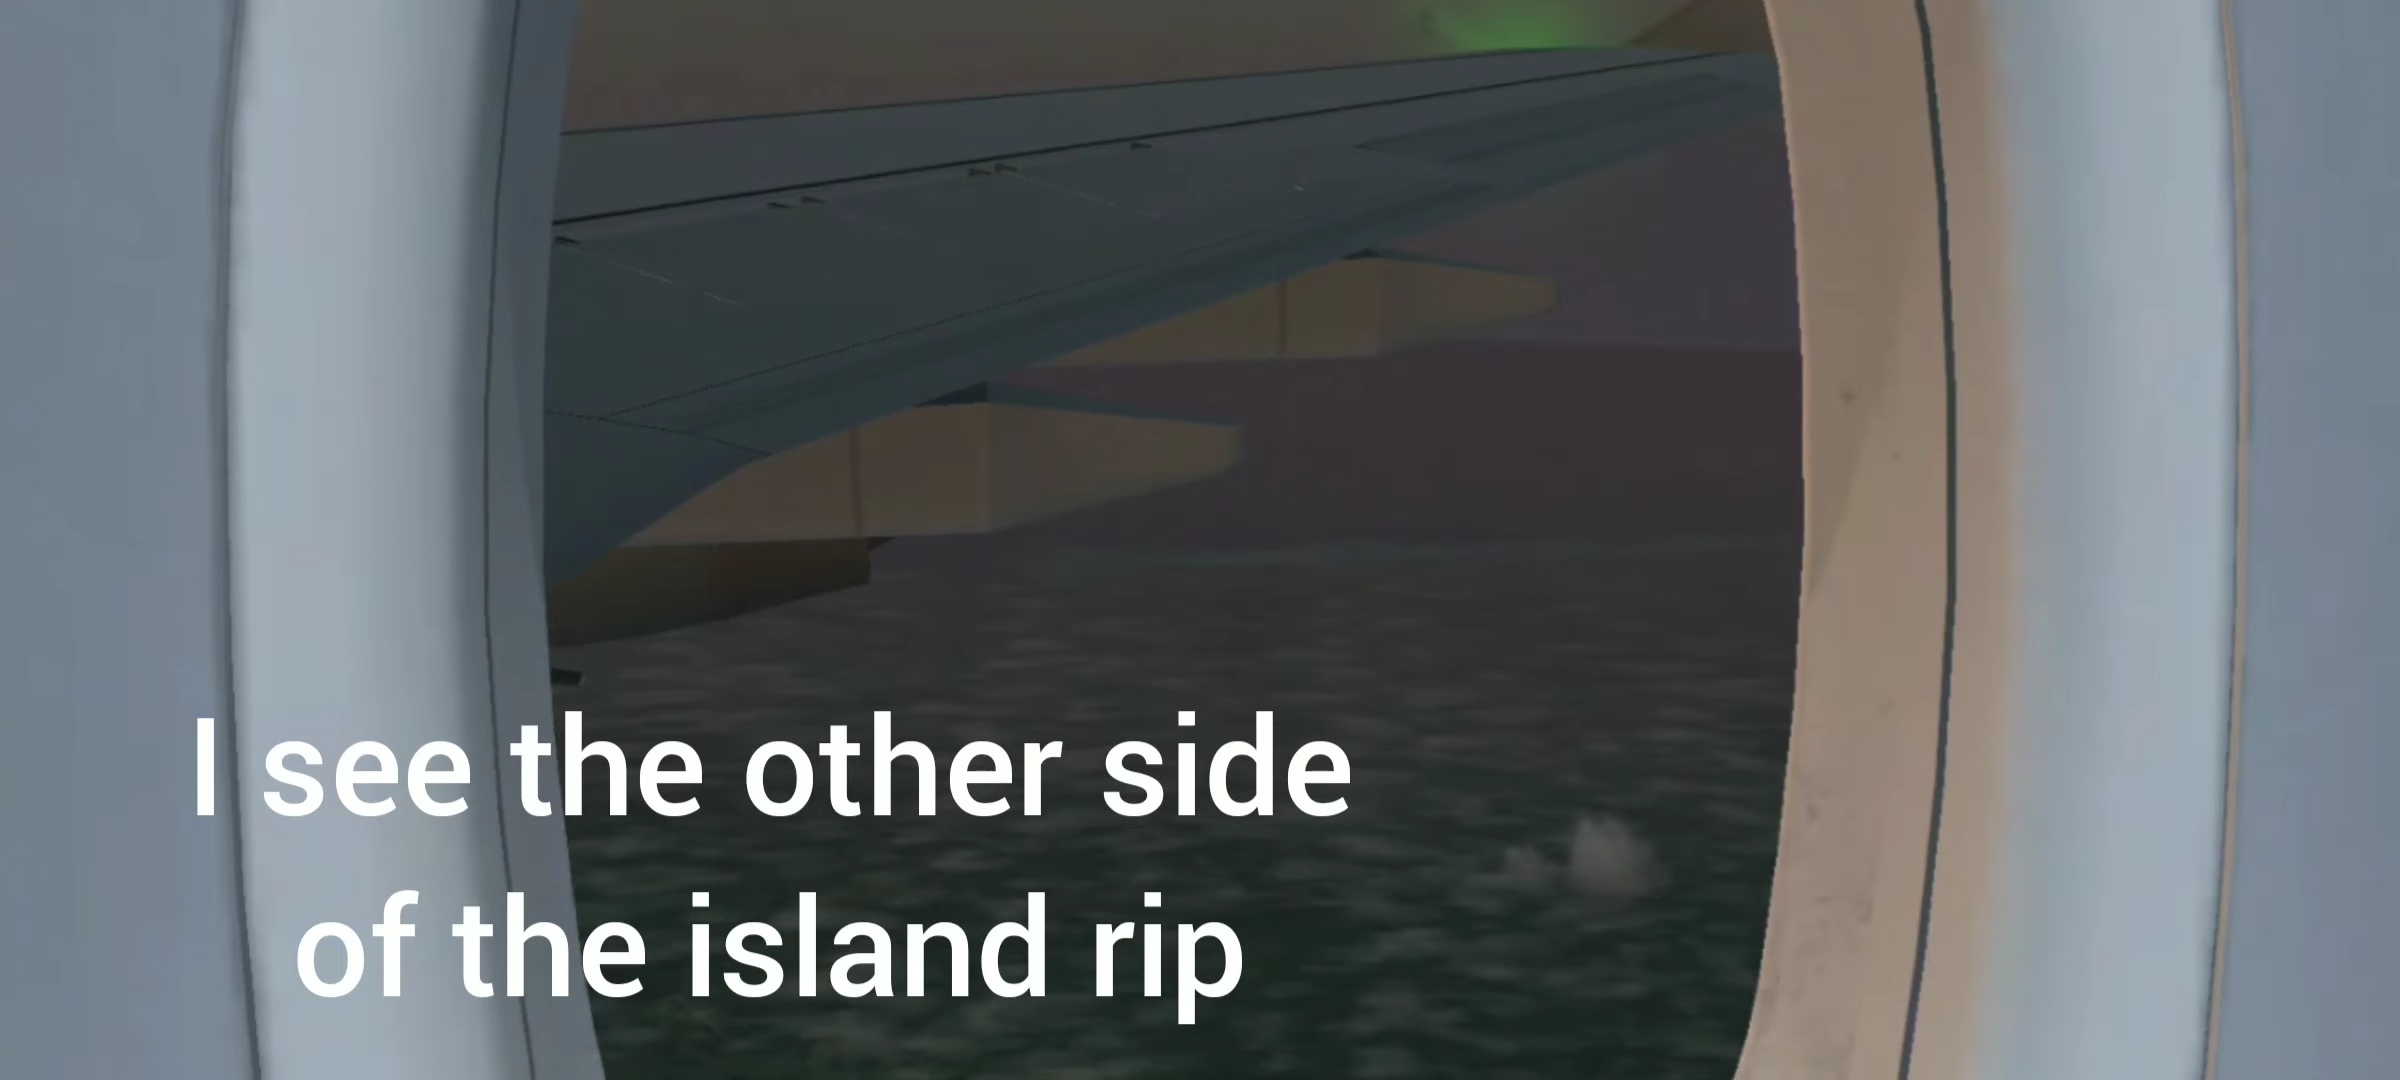 I see the other side
of the island rip